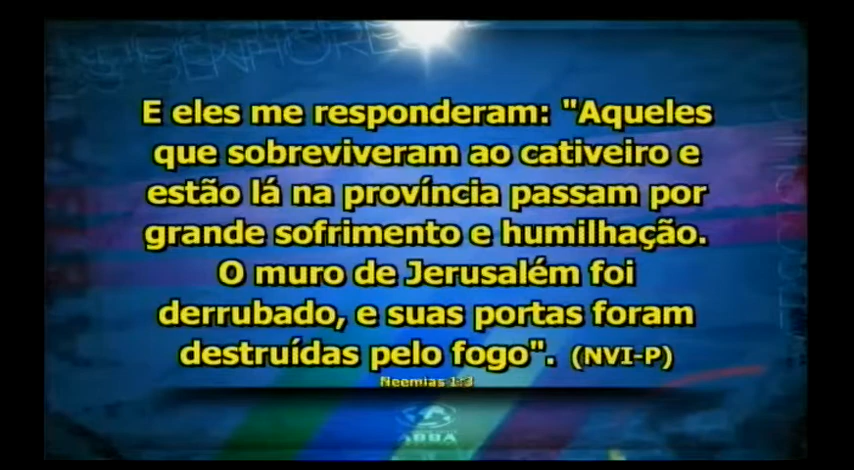 E eles me responderam: "Aqueles
que sobreviveram ao cativeiro e
estão lá na província passam por
grande sofrimento e humilhação.
O muro de Jerusalém foi
derrubado, e suas portas foram
destruídas pelo fogo". (NVI-P)
Neemias 1:3
ABBA